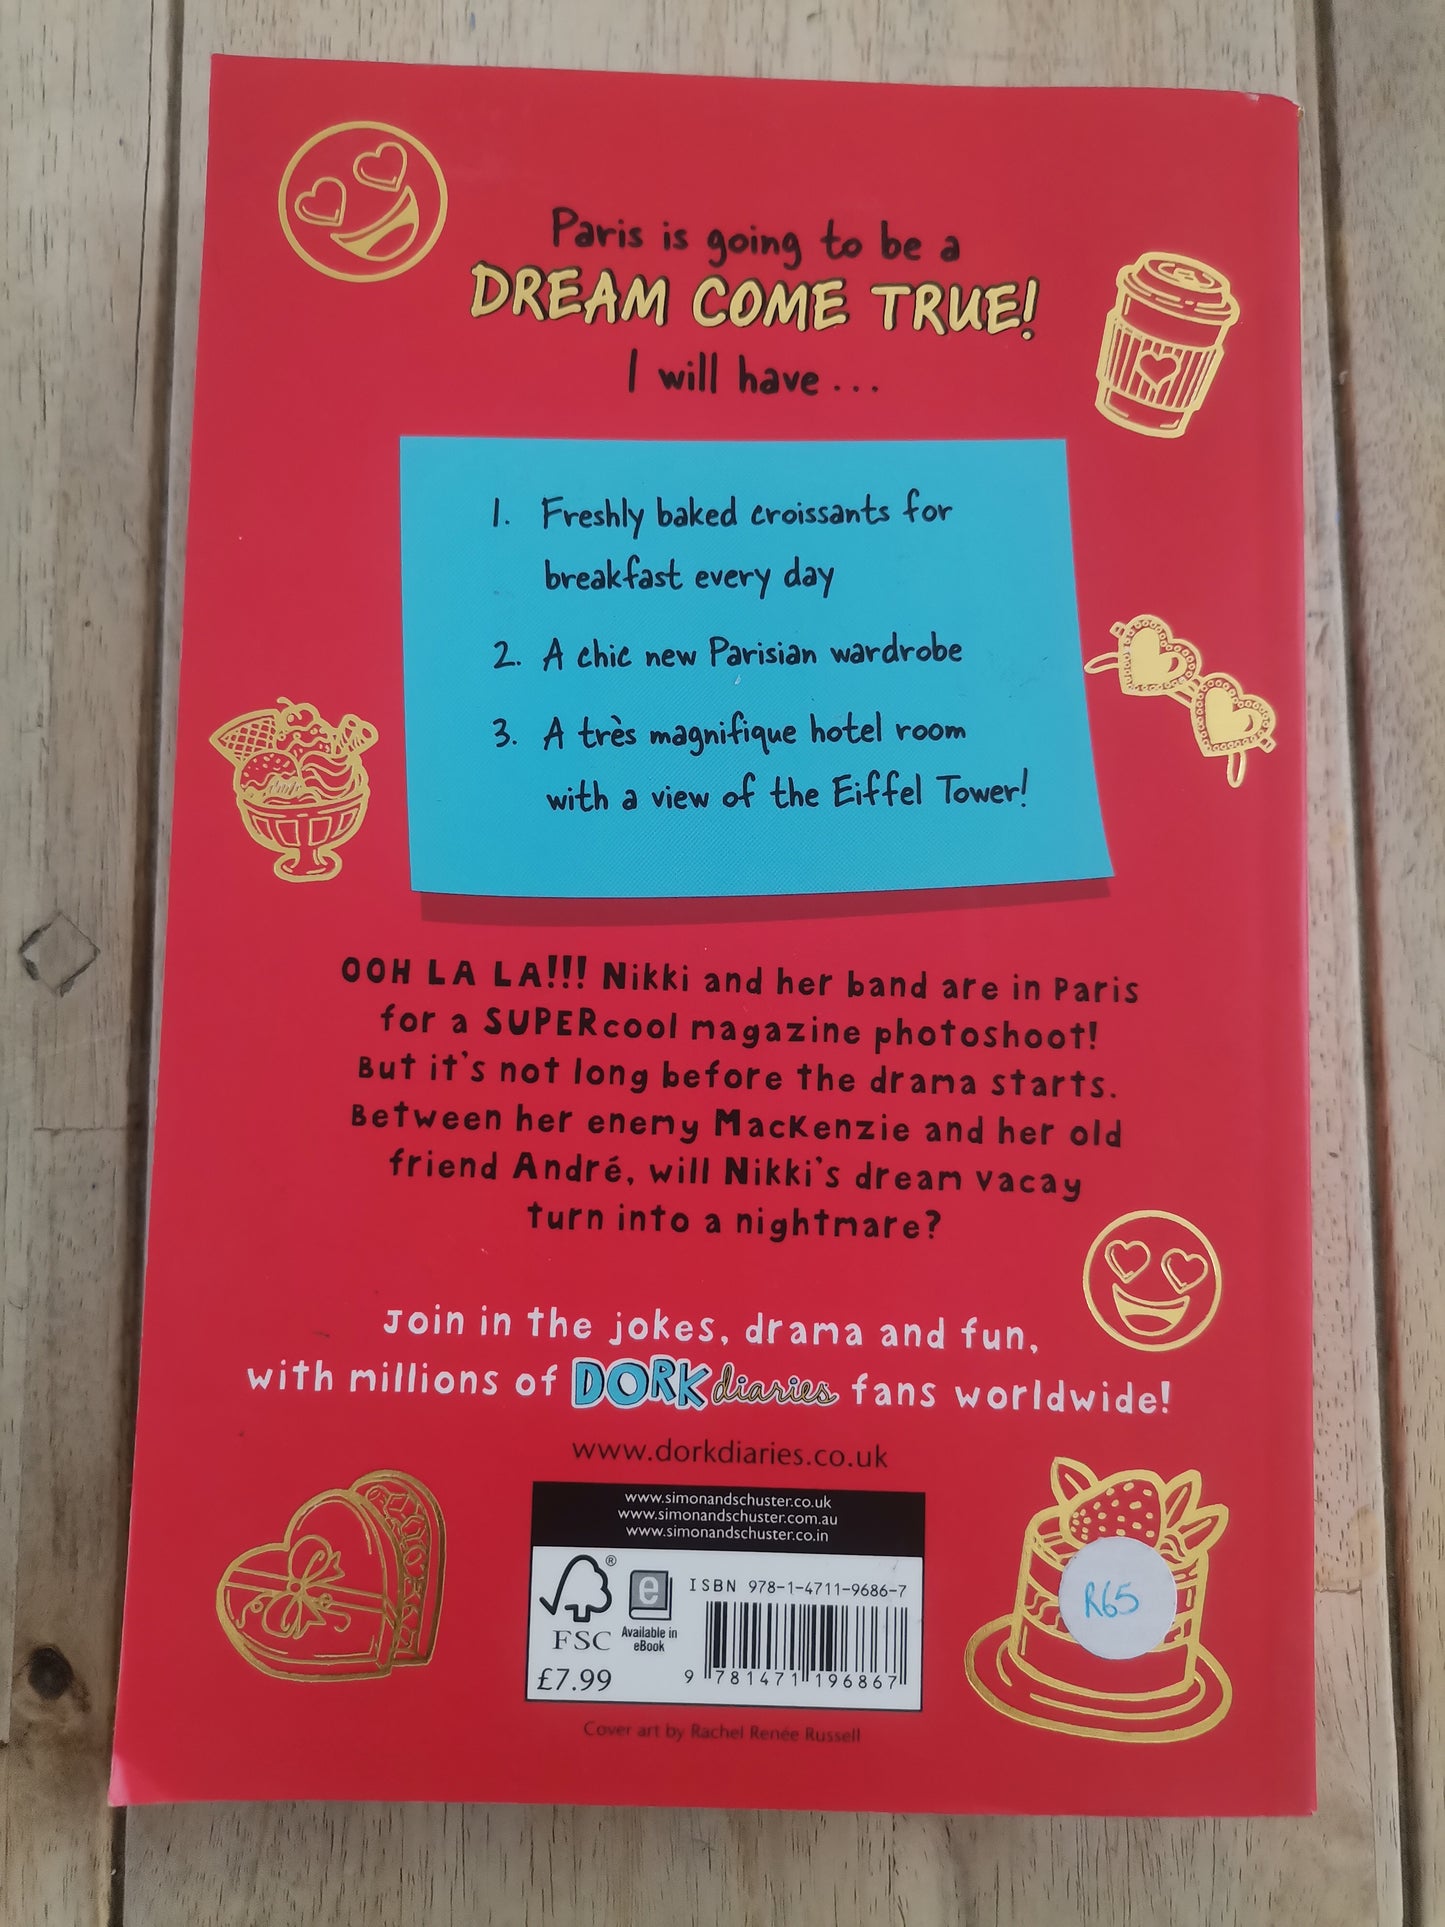 Paris is going to be a
DREAM COME TRUE!
I will have ...
1. Freshly baked croissants for
breakfast every day
2. A chic new Parisian wardrobe
3. A très magnifique hotel room
with a view of the Eiffel Tower!
OOH LA LA!!! Nikki and her band are in Paris
for a SUPERcool magazine photoshoot!
But it's not long before the drama starts.
Between her enemy MacKenzie and her old
friend André, will Nikki's dream vacay
turn into a nightmare?
Join in the jokes, drama and fun,
with millions of DORK diaries fans worldwide!
www.dorkdiaries.co.uk
www.simonandschuster.co.uk
www.simonandschuster.com.au
www.simonandschuster.co.in
®
FSC
e
Available in
eBook
£7.99
ISBN 978-1-4711-9686-7
9 781471 196867
R65
Cover art by Rachel Renée Russell